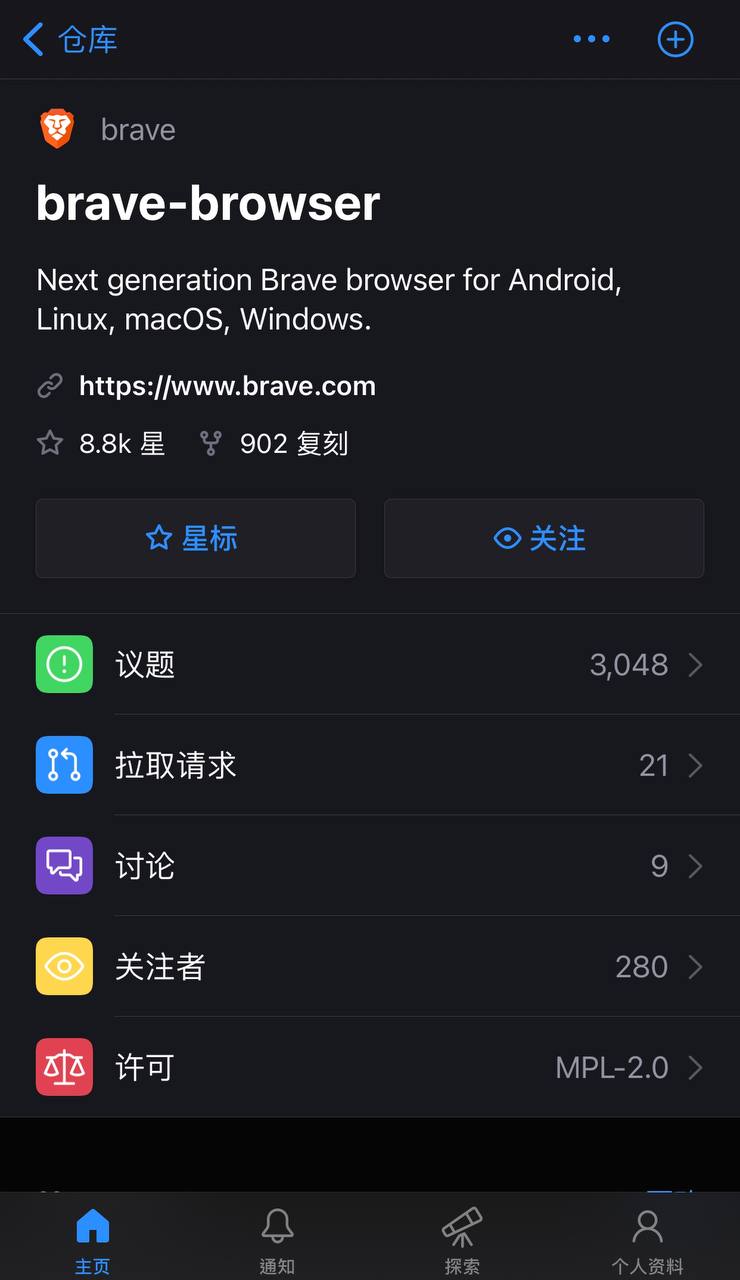 仓库
brave
brave-browser
Next generation Brave browser for Android,
Linux, macOS, Windows.
https://www.brave.com
8.8k 星 902 复刻
星标 关注
议题 3,048
拉取请求 21
讨论 9
关注者 280
许可 MPL-2.0
主页 通知 探索 个人资料